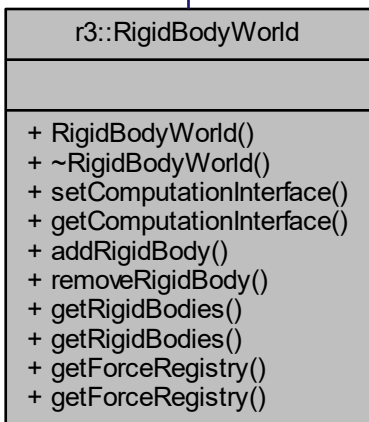 r3::RigidBodyWorld
+ RigidBodyWorld()
+ ~RigidBodyWorld()
+ setComputationInterface()
+ getComputationInterface()
+ addRigidBody()
+ removeRigidBody()
+ getRigidBodies()
+ getRigidBodies()
+ getForceRegistry()
+ getForceRegistry()